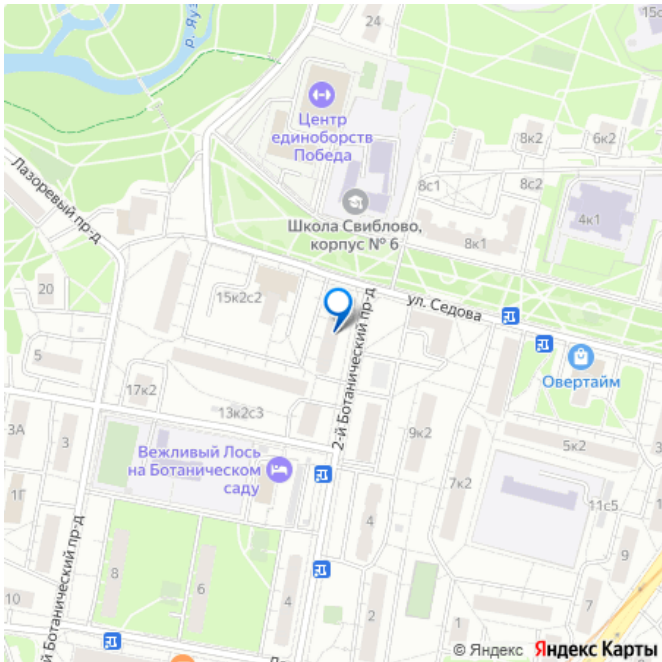 24
15с
р. Яуз
Центр
единоборств
Победа
8к2
6к2
Лазоревый пр-д
8с1
8с2
4к1
Школа Свиблово,
корпус № 6
8к1
20
15к2с2
ул. Седова
5
Овертайм
17к2
13к2с3
2-й Ботанический пр-д
3А
3
9к2
5к2
Вежливый Лось
на Ботаническом
саду
7к2
1Г
11с5
4
9
8
6
10
4
2
1
7
-й Ботанический пр-д
© Яндекс Яндекс Карты